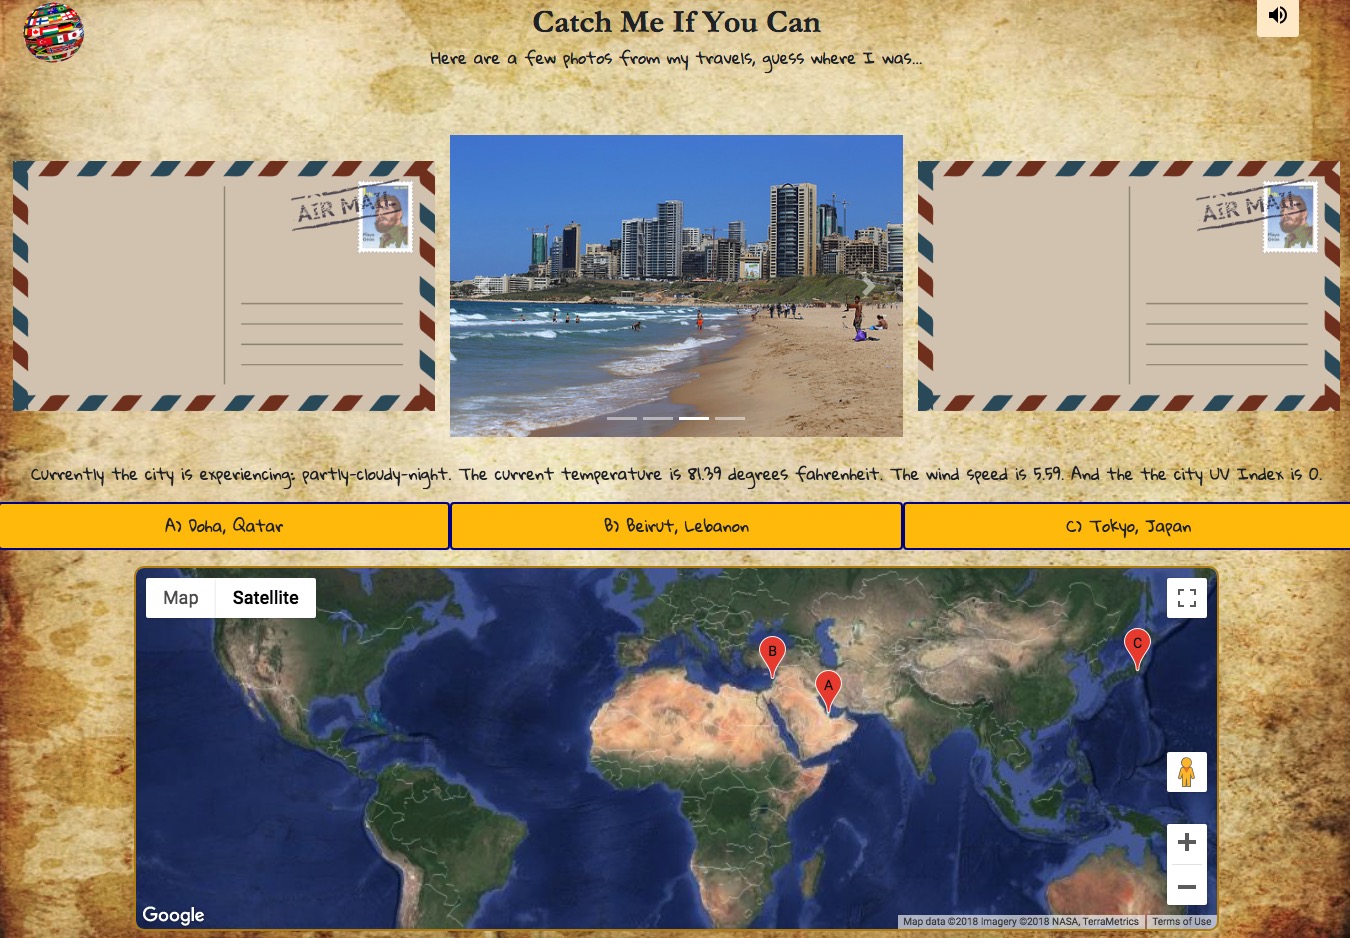 Catch Me If You Can
Here are a few photos from my travels, guess where I was...
AIR MAIL
AIR MAIL
Currently the city is experiencing: partly-cloudy-night. The current temperature is 81.39 degrees fahrenheit. The wind speed is 5.59. And the the city UV Index is 0.
A) Doha, Qatar
B) Beirut, Lebanon
C) Tokyo, Japan
Map
Satellite
B
C
A
Google
Map data ©2018 Imagery ©2018 NASA, TerraMetrics
Terms of Use